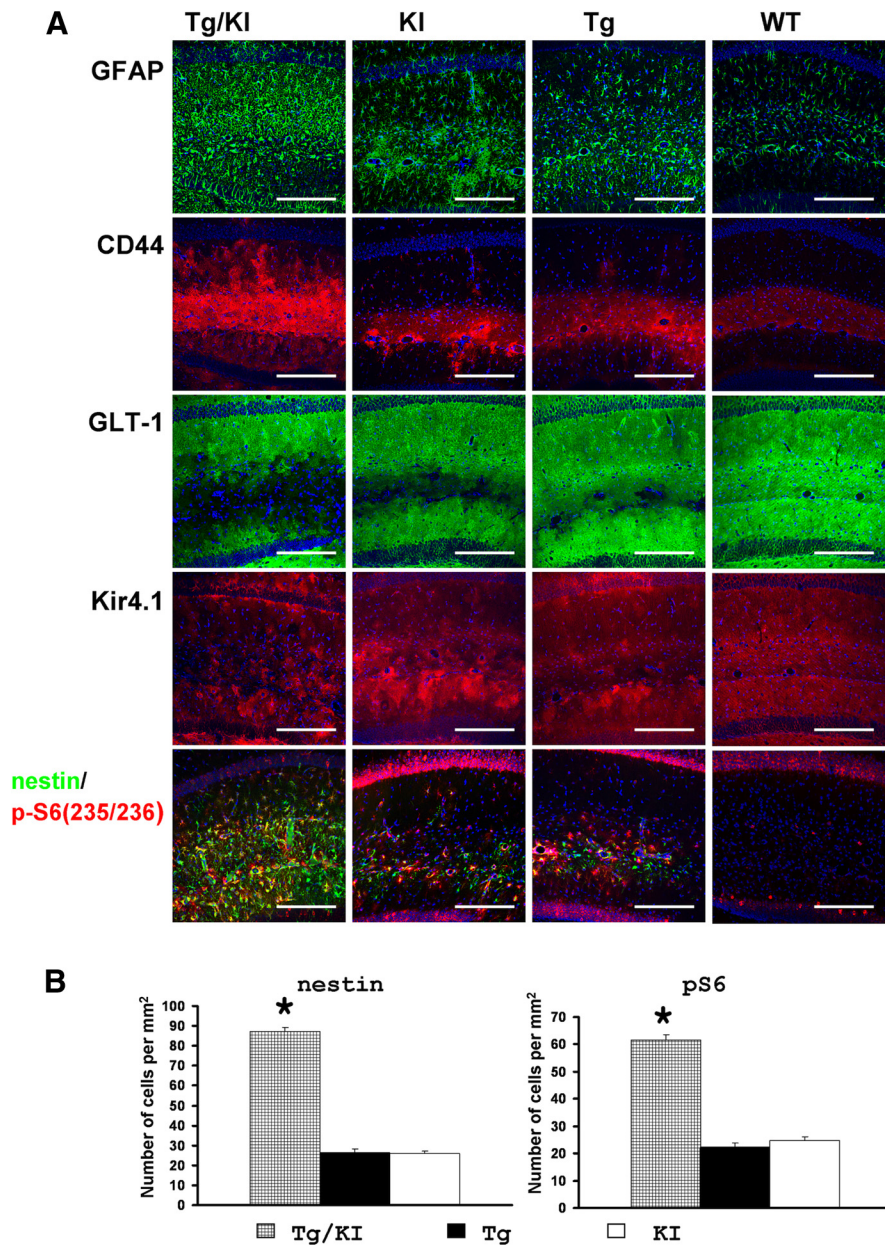 A
Tg/KI KI Tg WT
GFAP
CD44
GLT-1
Kir4.1
nestin/
p-S6(235/236)
B
nestin
Number of cells per mm²
100
90
80
70
60
50
40
30
20
10
0
*
pS6
Number of cells per mm²
70
60
50
40
30
20
10
0
*
Tg/KI Tg KI